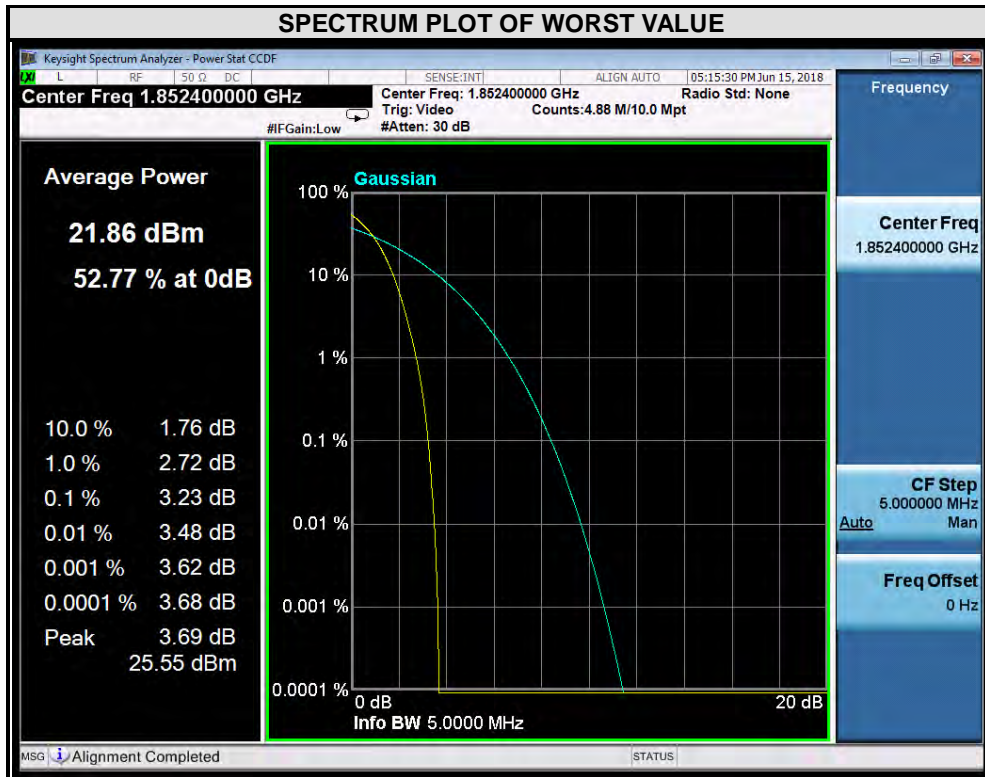 SPECTRUM PLOT OF WORST VALUE
Keysight Spectrum Analyzer - Power Stat CCDF
LXI L RF 50 Ω DC SENSE:INT ALIGN AUTO 05:15:30 PM Jun 15, 2018
Center Freq 1.852400000 GHz
Center Freq: 1.852400000 GHz Radio Std: None
Trig: Video Counts:4.88 M/10.0 Mpt
#IFGain:Low #Atten: 30 dB
Frequency
Average Power
21.86 dBm
52.77 % at 0dB
10.0 % 1.76 dB
1.0 % 2.72 dB
0.1 % 3.23 dB
0.01 % 3.48 dB
0.001 % 3.62 dB
0.0001 % 3.68 dB
Peak 3.69 dB
25.55 dBm
Gaussian
100 %
10 %
1 %
0.1 %
0.01 %
0.001 %
0.0001 %
0 dB 20 dB
Info BW 5.0000 MHz
Center Freq
1.852400000 GHz
CF Step
5.000000 MHz
Auto Man
Freq Offset
0 Hz
MSG Alignment Completed STATUS